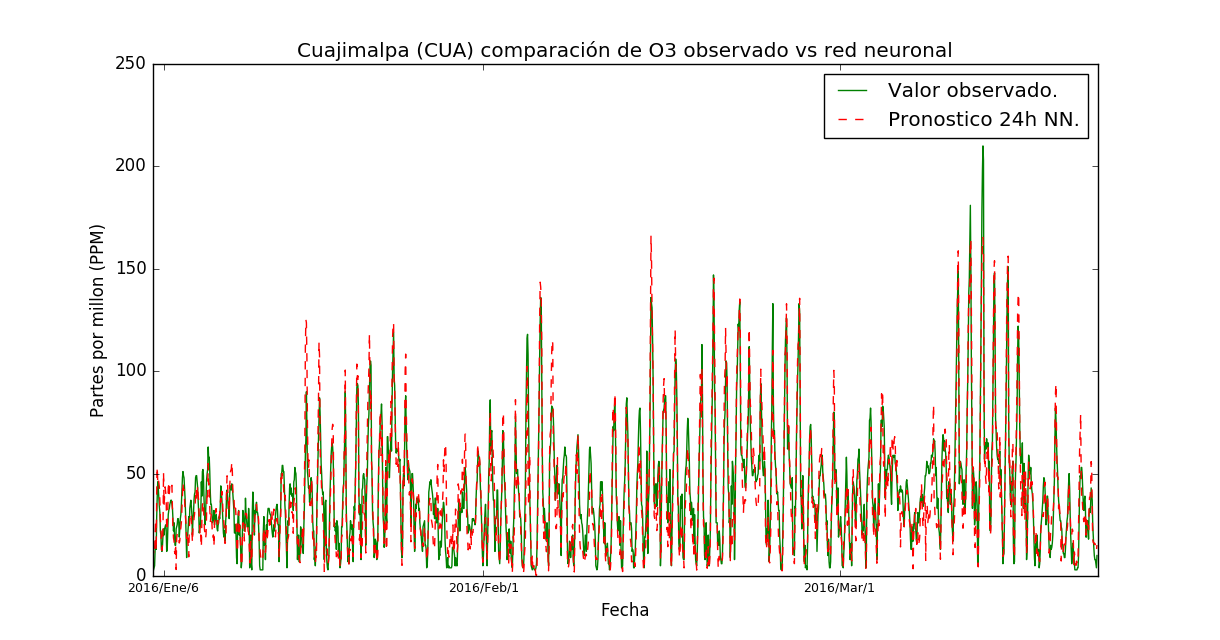 Cuajimalpa (CUA) comparación de O3 observado vs red neuronal
250
Valor observado.
Pronostico 24h NN.
200
150
100
50
0
Partes por millon (PPM)
2016/Ene/6
2016/Feb/1
2016/Mar/1
Fecha